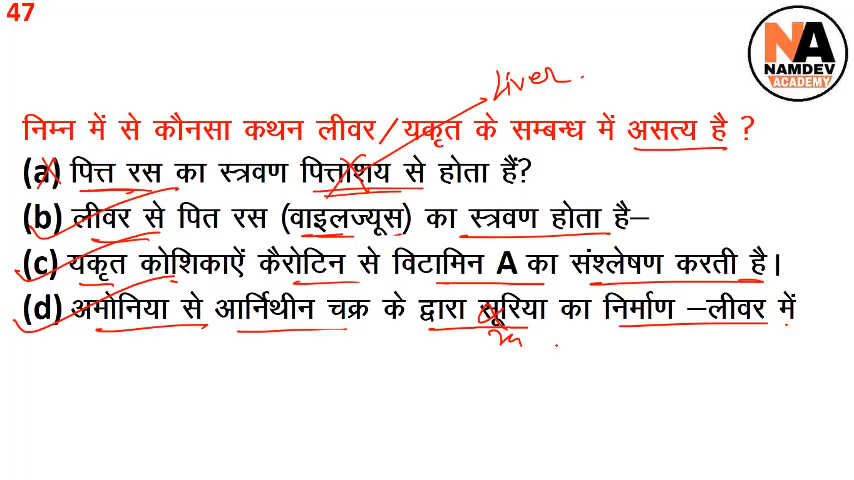 47
NA
NAMDEV
ACADEMY
Liver.
निम्न में से कौनसा कथन लीवर/यकृत के सम्बन्ध में असत्य है ?
(a) पित्त रस का स्त्रवण पित्ताशय से होता हैं?
(b) लीवर से पित रस (वाइलज्यूस) का स्त्रवण होता है–
(c) यकृत कोशिकाऐं कैरोटिन से विटामिन A का संश्लेषण करती है।
(d) अमोनिया से आर्निथीन चक्र के द्वारा सूरिया का निर्माण –लीवर में